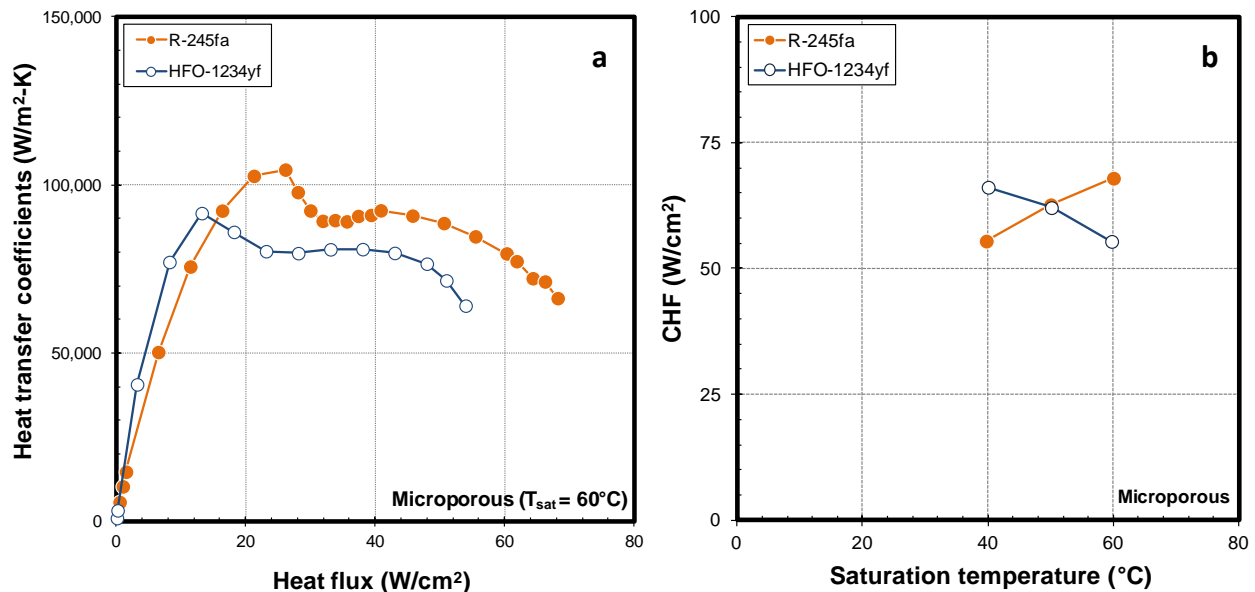 150,000
100,000
50,000
0
Heat transfer coefficients (W/m²-K)
R-245fa
HFO-1234yf
a
Microporous (Tsat = 60°C)
0 20 40 60 80
Heat flux (W/cm²)
100
75
50
25
0
CHF (W/cm²)
R-245fa
HFO-1234yf
b
Microporous
0 20 40 60 80
Saturation temperature (°C)